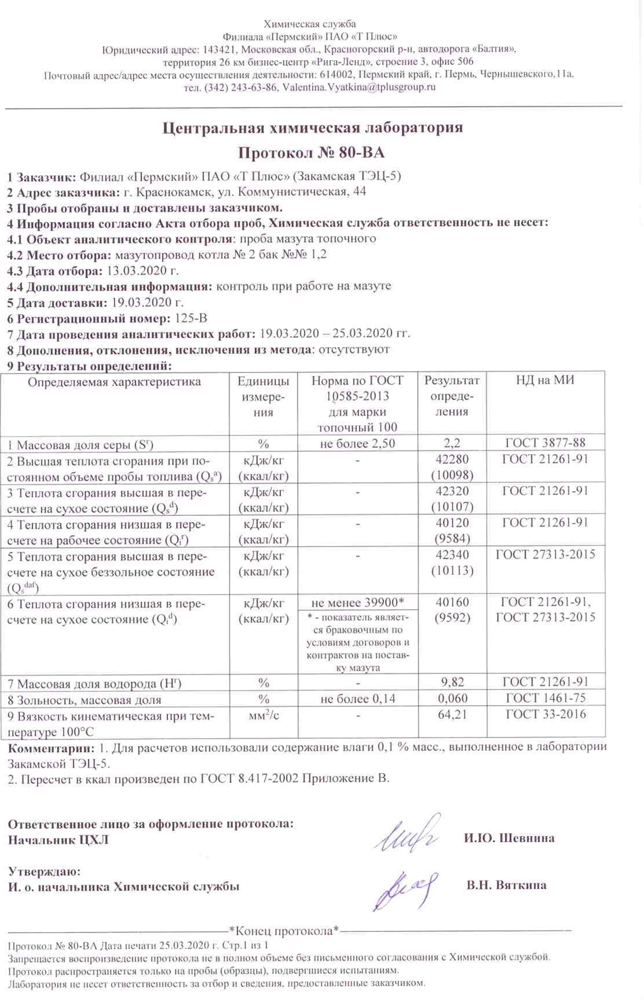 Химическая служба
Филиала «Пермский» ПАО «Т Плюс»
Юридический адрес: 143421, Московская обл., Красногорский р-н, автодорога «Балтия»,
территория 26 км бизнес-центр «Рига-Ленд», строение 3, офис 506
Почтовый адрес/адрес места осуществления деятельности: 614002, Пермский край, г. Пермь, Чернышевского,11а,
тел. (342) 243-63-86, Valentina.Vyatkina@tplusgroup.ru
Центральная химическая лаборатория
Протокол № 80-ВА
1 Заказчик: Филиал «Пермский» ПАО «Т Плюс» (Закамская ТЭЦ-5)
2 Адрес заказчика: г. Краснокамск, ул. Коммунистическая, 44
3 Пробы отобраны и доставлены заказчиком.
4 Информация согласно Акта отбора проб, Химическая служба ответственность не несет:
4.1 Объект аналитического контроля: проба мазута топочного
4.2 Место отбора: мазутопровод котла № 2 бак №№ 1,2
4.3 Дата отбора: 13.03.2020 г.
4.4 Дополнительная информация: контроль при работе на мазуте
5 Дата доставки: 19.03.2020 г.
6 Регистрационный номер: 125-В
7 Дата проведения аналитических работ: 19.03.2020 – 25.03.2020 гг.
8 Дополнения, отклонения, исключения из метода: отсутствуют
9 Результаты определений:
Определяемая характеристика Единицы Норма по ГОСТ Результат НД на МИ
измере- 10585-2013 опреде-
ния для марки ления
топочный 100
1 Массовая доля серы (Sʳ) % не более 2,50 2,2 ГОСТ 3877-88
2 Высшая теплота сгорания при по- кДж/кг - 42280 ГОСТ 21261-91
стоянном объеме пробы топлива (Qₛᵃ) (ккал/кг) (10098)
3 Теплота сгорания высшая в пере- кДж/кг - 42320 ГОСТ 21261-91
счете на сухое состояние (Qₛᵈ) (ккал/кг) (10107)
4 Теплота сгорания низшая в пере- кДж/кг - 40120 ГОСТ 21261-91
счете на рабочее состояние (Qᵢʳ) (ккал/кг) (9584)
5 Теплота сгорания высшая в пере- кДж/кг - 42340 ГОСТ 27313-2015
счете на сухое беззольное состояние (ккал/кг) (10113)
(Qₛᵈᵃᶠ)
6 Теплота сгорания низшая в пере- кДж/кг не менее 39900* 40160 ГОСТ 21261-91,
счете на сухое состояние (Qᵢᵈ) (ккал/кг) * - показатель являет- (9592) ГОСТ 27313-2015
ся браковочным по
условиям договоров и
контрактов на постав-
ку мазута
7 Массовая доля водорода (Hʳ) % - 9,82 ГОСТ 21261-91
8 Зольность, массовая доля % не более 0,14 0,060 ГОСТ 1461-75
9 Вязкость кинематическая при тем- мм²/с - 64,21 ГОСТ 33-2016
пературе 100°С
Комментарии: 1. Для расчетов использовали содержание влаги 0,1 % масс., выполненное в лаборатории
Закамской ТЭЦ-5.
2. Пересчет в ккал произведен по ГОСТ 8.417-2002 Приложение В.
Ответственное лицо за оформление протокола:
Начальник ЦХЛ И.Ю. Шевнина
Утверждаю:
И. о. начальника Химической службы В.Н. Вяткина
*Конец протокола*
Протокол № 80-ВА Дата печати 25.03.2020 г. Стр.1 из 1
Запрещается воспроизведение протокола не в полном объеме без письменного согласования с Химической службой.
Протокол распространяется только на пробы (образцы), подвергшиеся испытаниям.
Лаборатория не несет ответственность за отбор и сведения, предоставленные заказчиком.